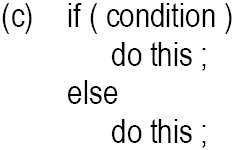 (c) if ( condition )
do this ;
else
do this ;